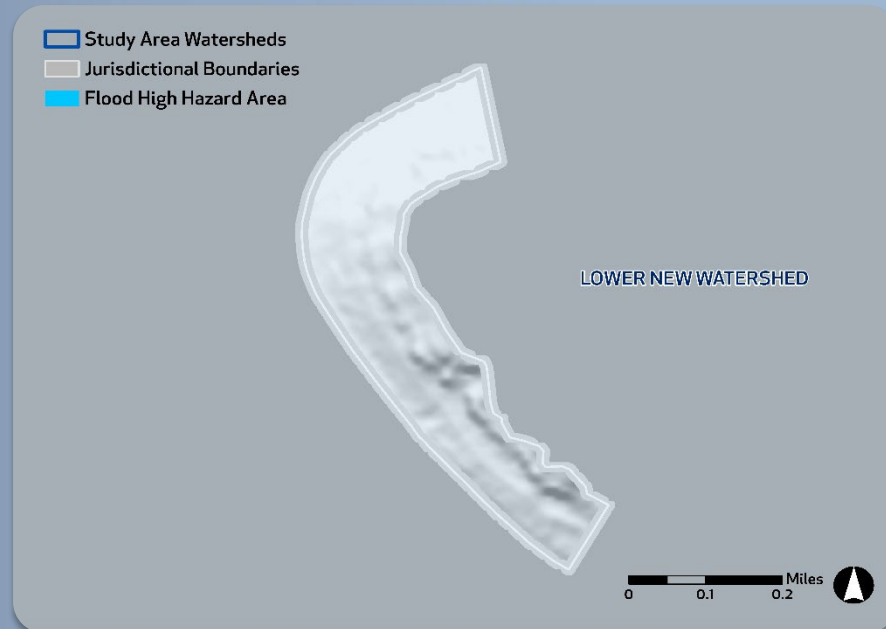 Study Area Watersheds
Jurisdictional Boundaries
Flood High Hazard Area
LOWER NEW WATERSHED
Miles
0 0.1 0.2